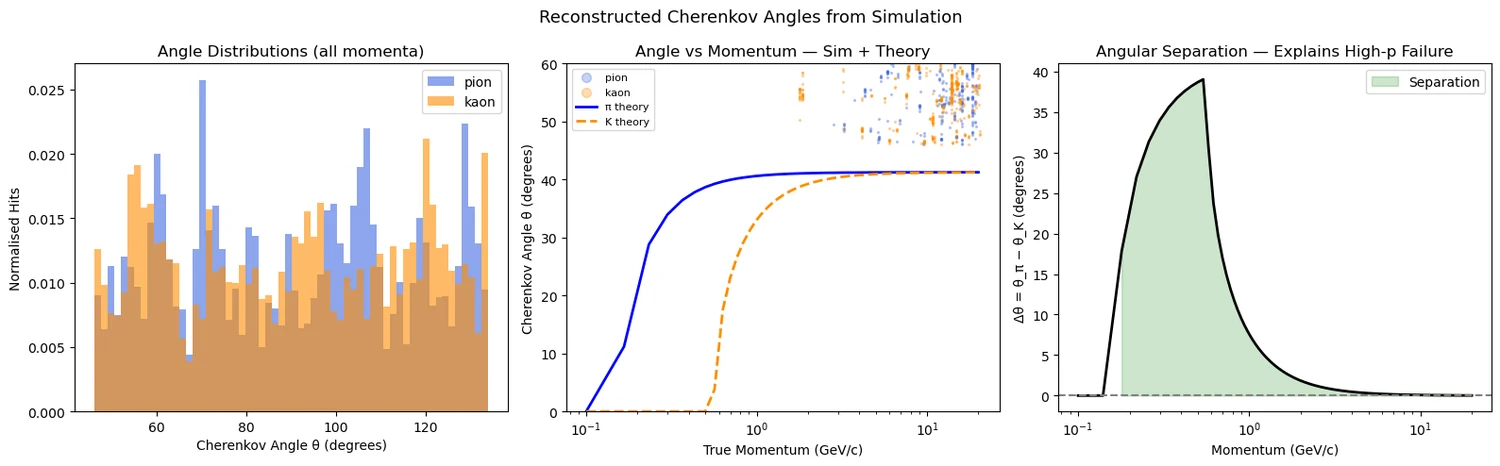 Reconstructed Cherenkov Angles from Simulation
Angle Distributions (all momenta)
Normalised Hits
0.025
0.020
0.015
0.010
0.005
0.000
60
80
100
120
Cherenkov Angle θ (degrees)
pion
kaon
Angle vs Momentum — Sim + Theory
Cherenkov Angle θ (degrees)
60
50
40
30
20
10
0
10⁻¹
10⁰
10¹
True Momentum (GeV/c)
pion
kaon
π theory
K theory
Angular Separation — Explains High-p Failure
Δθ = θ_π − θ_K (degrees)
40
35
30
25
20
15
10
5
0
10⁻¹
10⁰
10¹
Momentum (GeV/c)
Separation